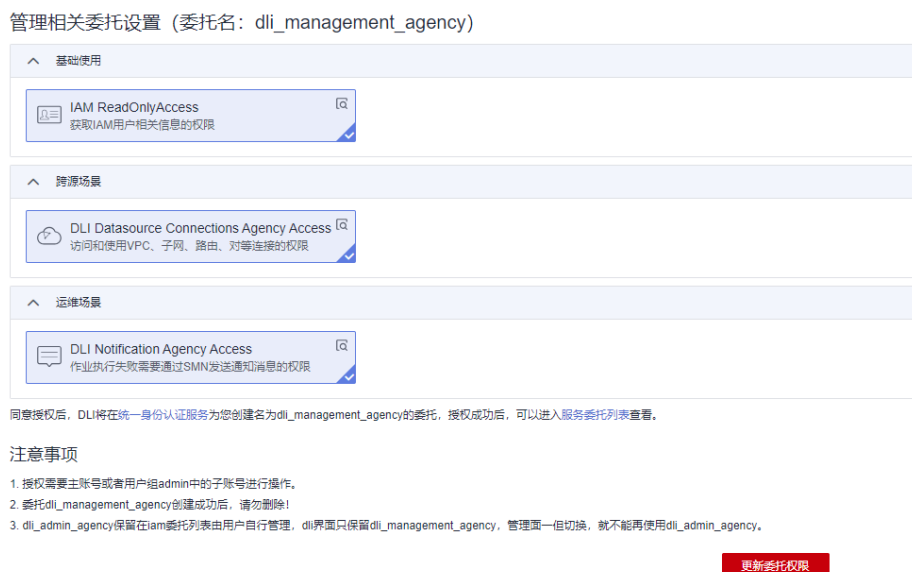 管理相关委托设置（委托名：dli_management_agency）
基础使用
IAM ReadOnlyAccess
获取IAM用户相关信息的权限
跨源场景
DLI Datasource Connections Agency Access
访问和使用VPC、子网、路由、对等连接的权限
运维场景
DLI Notification Agency Access
作业执行失败需要通过SMN发送通知消息的权限
同意授权后，DLI将在统一身份认证服务为您创建名为dli_management_agency的委托，授权成功后，可以进入服务委托列表查看。
注意事项
1. 授权需要主账号或者用户组admin中的子账号进行操作。
2. 委托dli_management_agency创建成功后，请勿删除！
3. dli_admin_agency保留在iam委托列表由用户自行管理，dli界面只保留dli_management_agency，管理面一但切换，就不能再使用dli_admin_agency。
更新委托权限